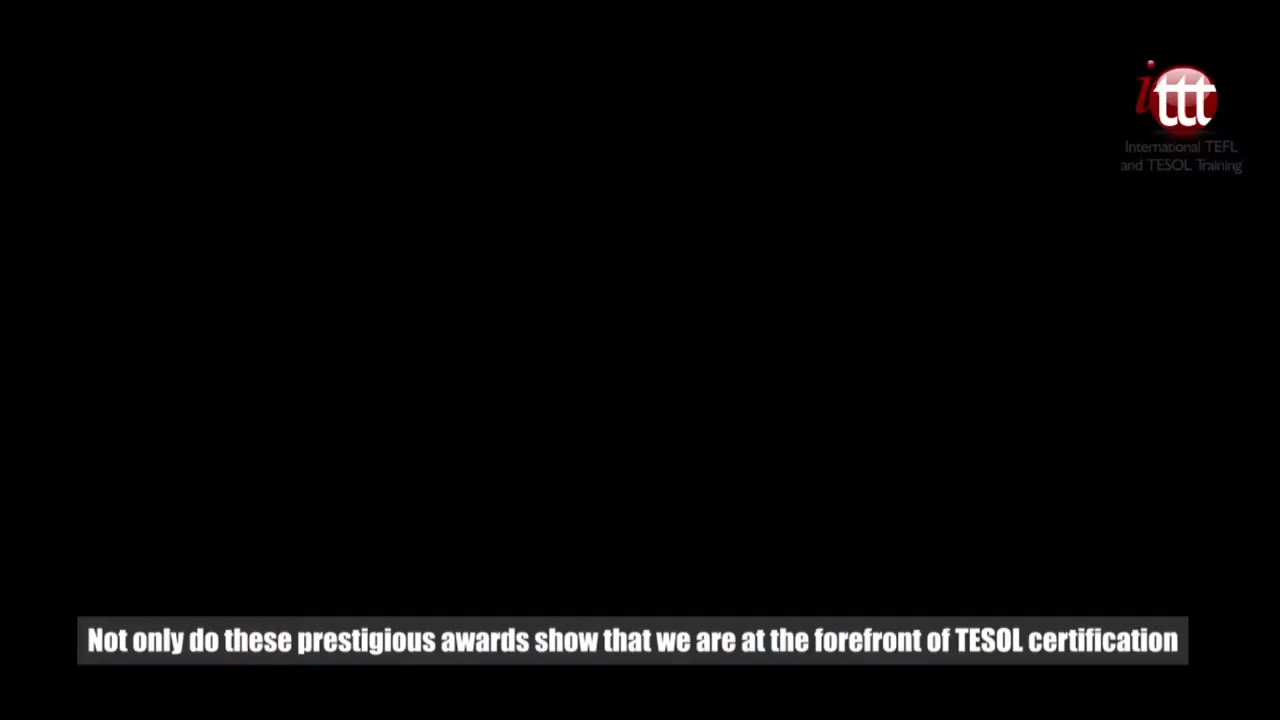 ittt
International TEFL
and TESOL Training
Not only do these prestigious awards show that we are at the forefront of TESOL certification